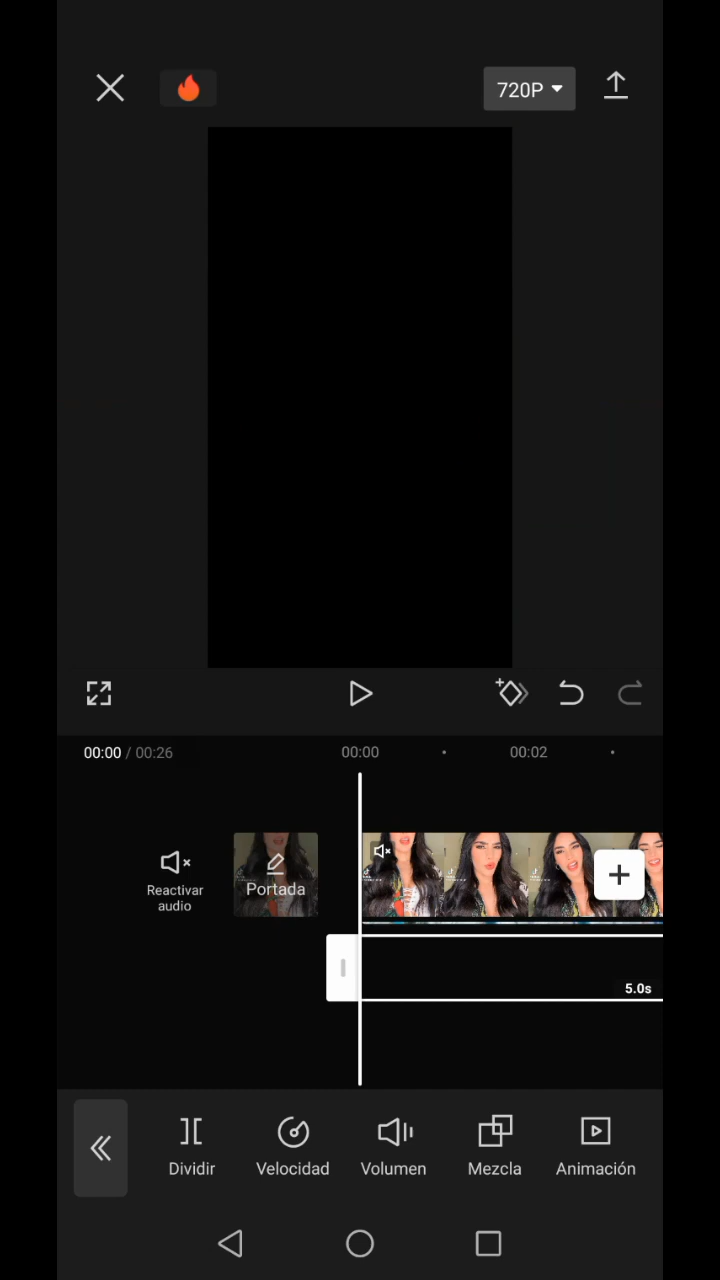 720P
00:00 / 00:26
00:00
00:02
Reactivar
audio
Portada
5.0s
Dividir
Velocidad
Volumen
Mezcla
Animación